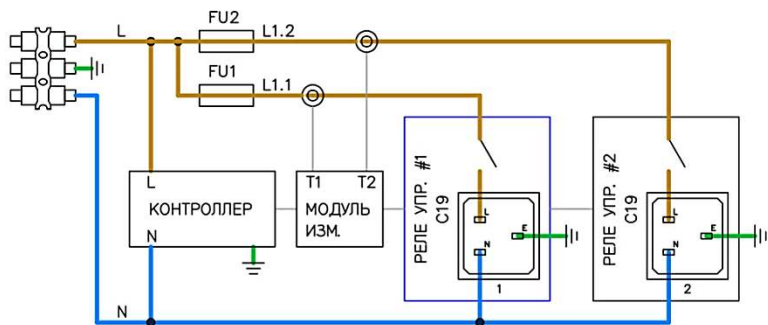 FU2
L
L1.2
FU1
L1.1
L
T1 T2
КОНТРОЛЛЕР
МОДУЛЬ
ИЗМ.
N
РЕЛЕ УПР. #1
C19
L
E
N
1
РЕЛЕ УПР. #2
C19
L
E
N
2
N